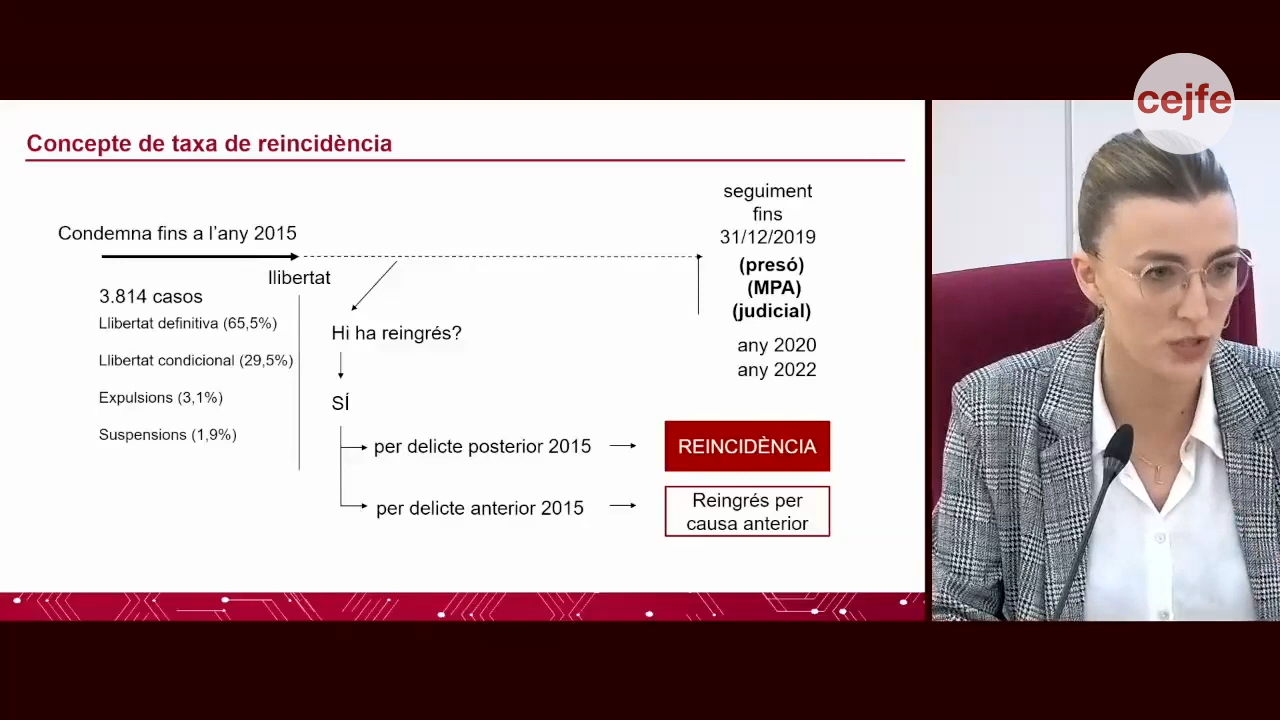 cejfe
Concepte de taxa de reincidència
Condemna fins a l'any 2015
llibertat
3.814 casos
Llibertat definitiva (65,5%)
Llibertat condicional (29,5%)
Expulsions (3,1%)
Suspensions (1,9%)
Hi ha reingrés?
SÍ
per delicte posterior 2015
per delicte anterior 2015
seguiment
fins
31/12/2019
(presó)
(MPA)
(judicial)
any 2020
any 2022
REINCIDÈNCIA
Reingrés per
causa anterior